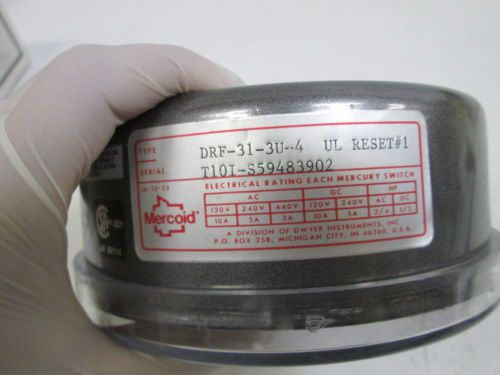 TYPE DRF-31-3U-4 UL RESET#1
SERIAL T10I-S59483902
ELECTRICAL RATING EACH MERCURY SWITCH
AC DC HP
120V 240V 440V 120V 240V AC DC
10A 5A 3A 10A 5A 3/4 1/3
Mercoid
A DIVISION OF DWYER INSTRUMENTS, INC.
P.O. BOX 258, MICHIGAN CITY, IN 46360, U.S.A.